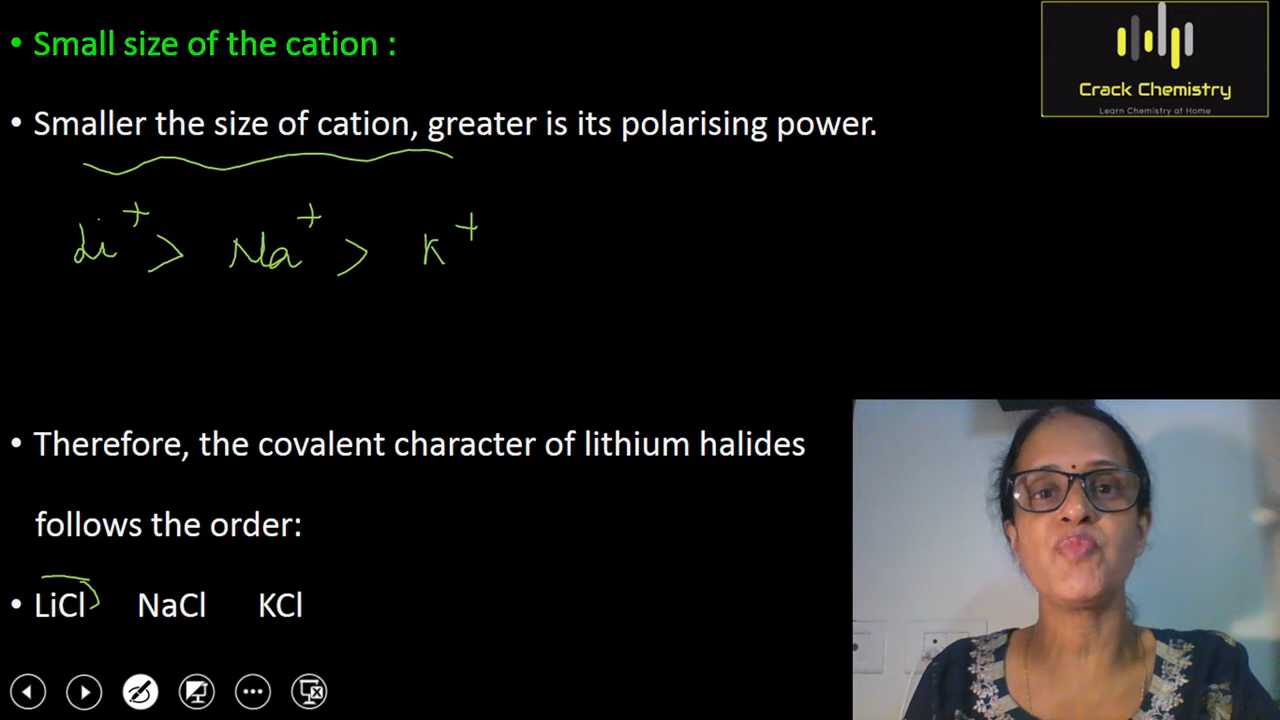 • Small size of the cation :
Crack Chemistry
Learn Chemistry at Home
• Smaller the size of cation, greater is its polarising power.
Li⁺ > Na⁺ > K⁺
• Therefore, the covalent character of lithium halides
follows the order:
• LiCl NaCl KCl